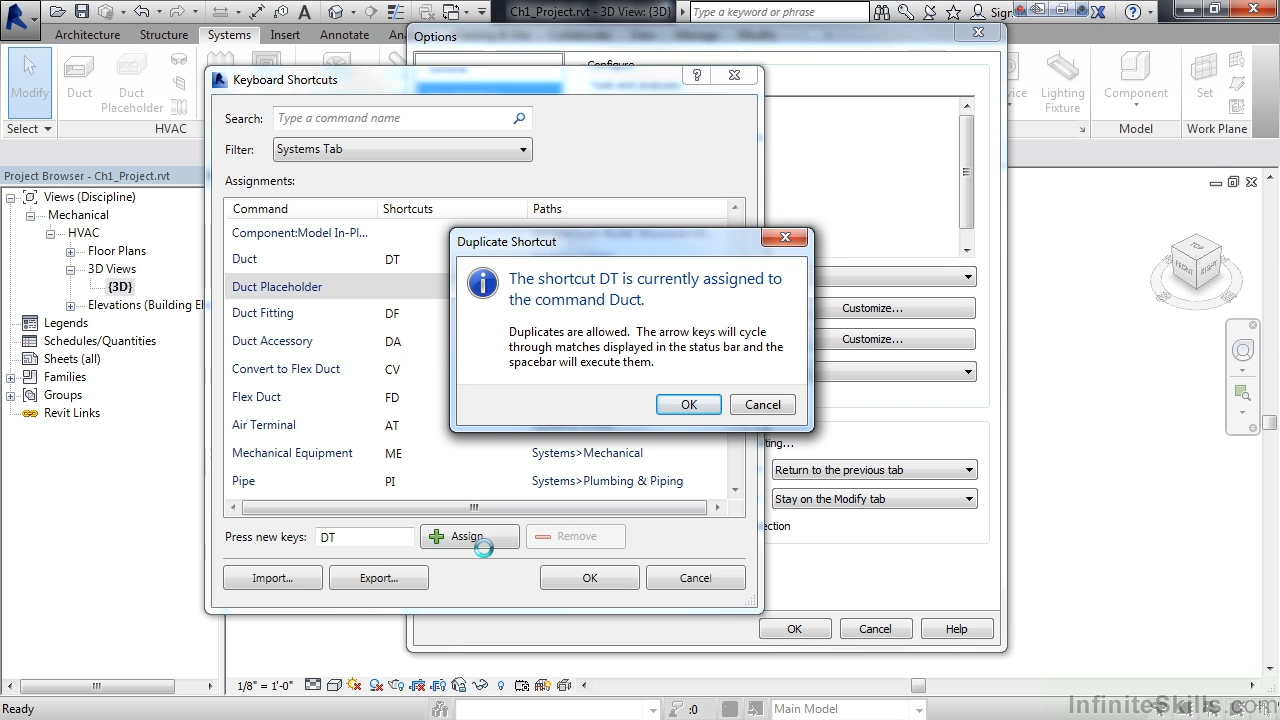 Ch1_Project.rvt - 3D View: {3D}
Type a keyword or phrase
Sign
Architecture
Structure
Systems
Insert
Annotate
Options
Configure
Modify
Duct
Duct
Placeholder
Select
HVAC
Lighting
Fixture
Component
Set
Model
Work Plane
Keyboard Shortcuts
Search:
Type a command name
Filter:
Systems Tab
Assignments:
Command
Shortcuts
Paths
Component:Model In-Pl...
Duct
DT
Duct Placeholder
Duct Fitting
DF
Duct Accessory
DA
Convert to Flex Duct
CV
Flex Duct
FD
Air Terminal
AT
Mechanical Equipment
ME
Systems>Mechanical
Pipe
PI
Systems>Plumbing & Piping
Press new keys:
DT
Assign
Remove
Import...
Export...
OK
Cancel
Duplicate Shortcut
The shortcut DT is currently assigned to
the command Duct.
Duplicates are allowed. The arrow keys will cycle
through matches displayed in the status bar and the
spacebar will execute them.
OK
Cancel
Customize...
Customize...
ting...
Return to the previous tab
Stay on the Modify tab
ection
OK
Cancel
Help
Project Browser - Ch1_Project.rvt
Views (Discipline)
Mechanical
HVAC
Floor Plans
3D Views
{3D}
Elevations (Building El
Legends
Schedules/Quantities
Sheets (all)
Families
Groups
Revit Links
FRONT
RIGHT
1/8" = 1'-0"
Ready
:0
Main Model
InfiniteSkills.com